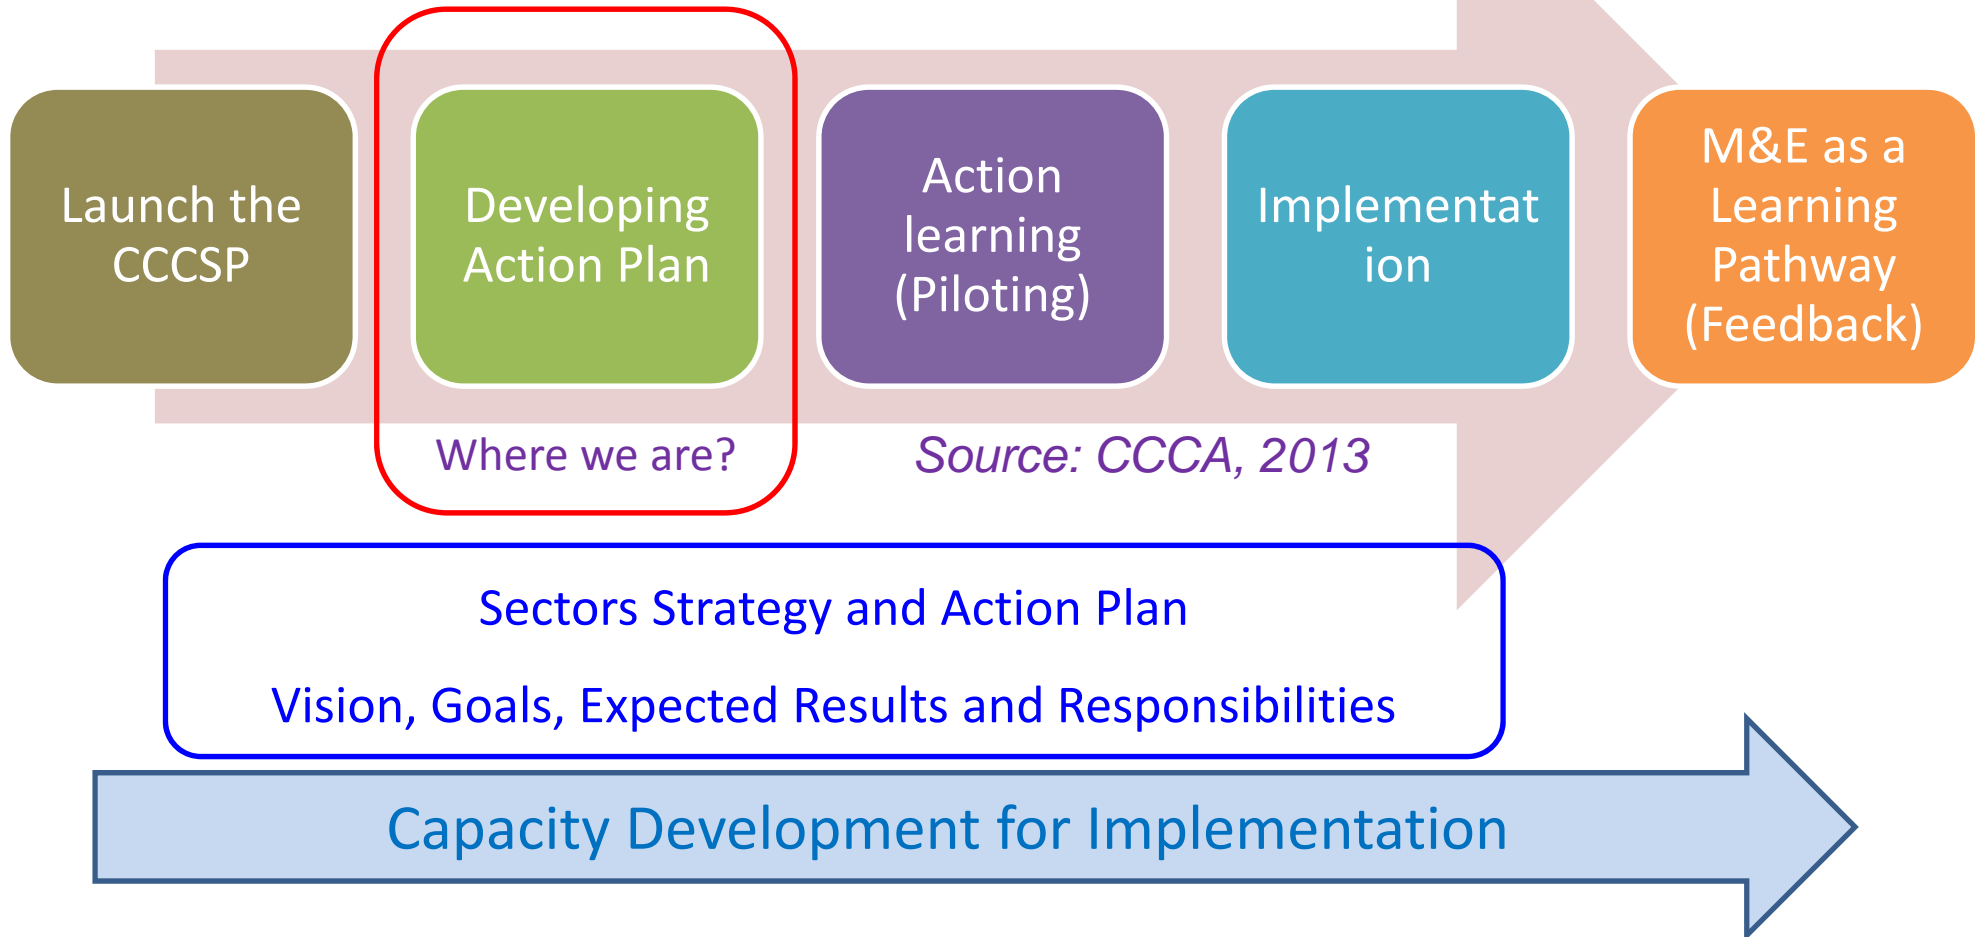 Launch the
CCCSP
Developing
Action Plan
Action
learning
(Piloting)
Implementat
ion
M&E as a
Learning
Pathway
(Feedback)
Where we are?
Source: CCCA, 2013
Sectors Strategy and Action Plan
Vision, Goals, Expected Results and Responsibilities
Capacity Development for Implementation